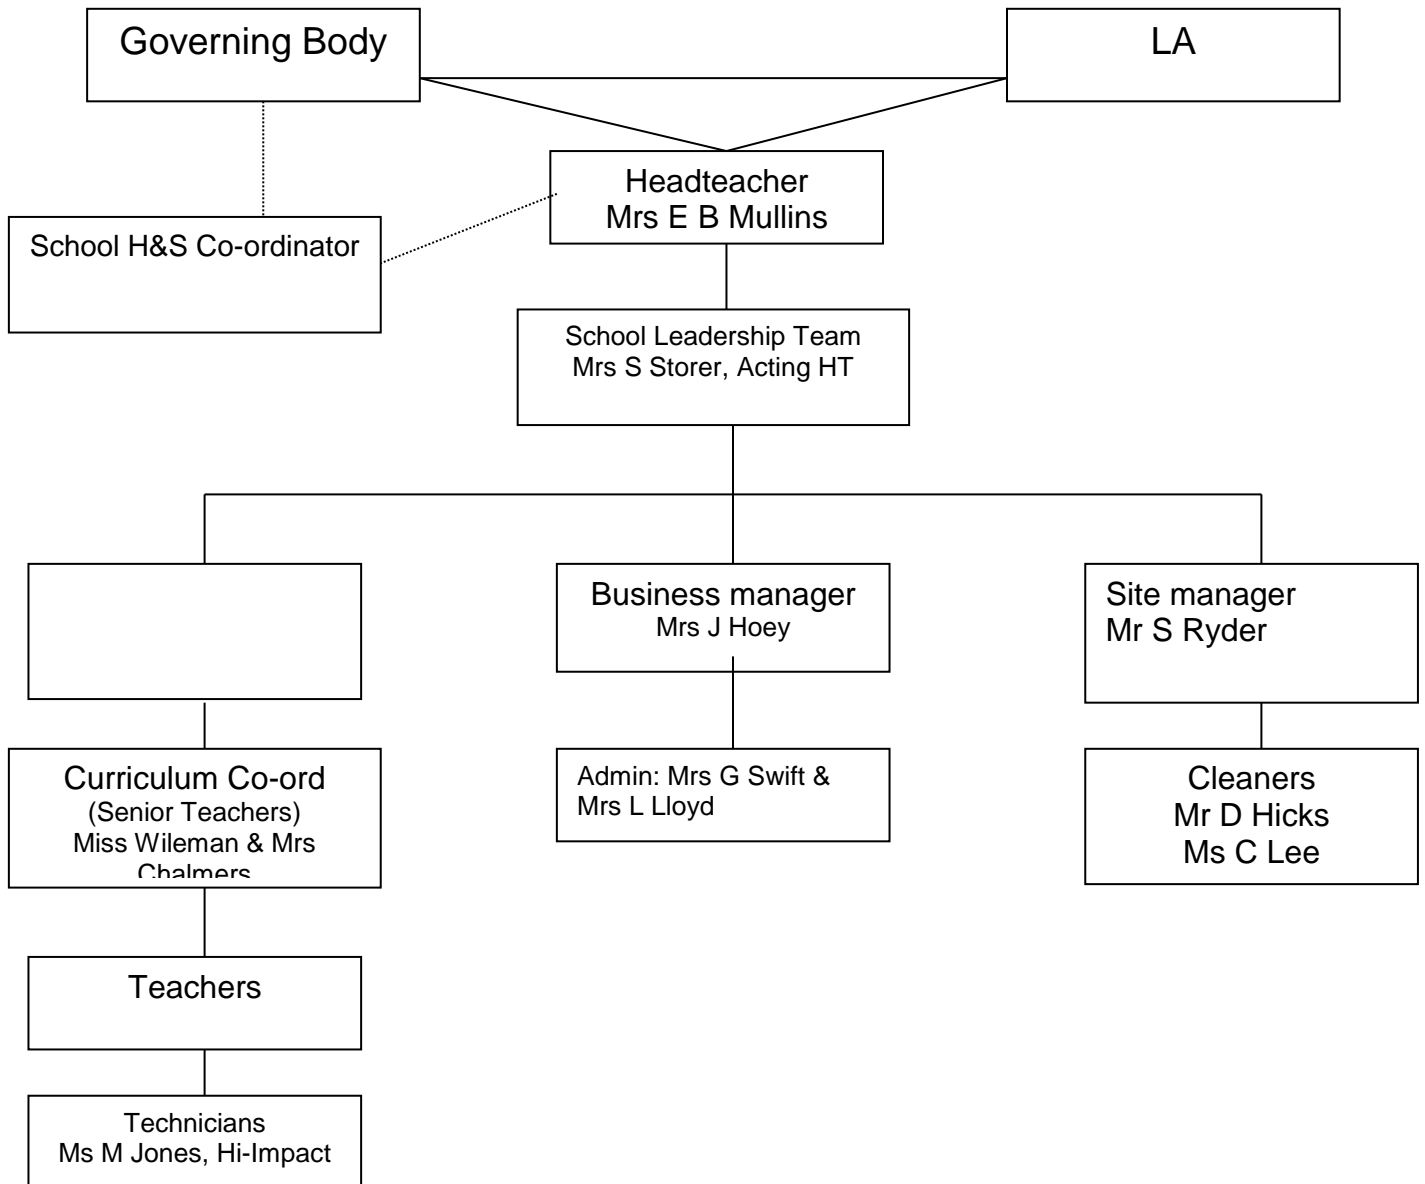 Governing Body
LA
Headteacher
Mrs E B Mullins
School H&S Co-ordinator
School Leadership Team
Mrs S Storer, Acting HT
Business manager
Mrs J Hoey
Site manager
Mr S Ryder
Curriculum Co-ord
(Senior Teachers)
Miss Wileman & Mrs
Chalmers
Admin: Mrs G Swift &
Mrs L Lloyd
Cleaners
Mr D Hicks
Ms C Lee
Teachers
Technicians
Ms M Jones, Hi-Impact